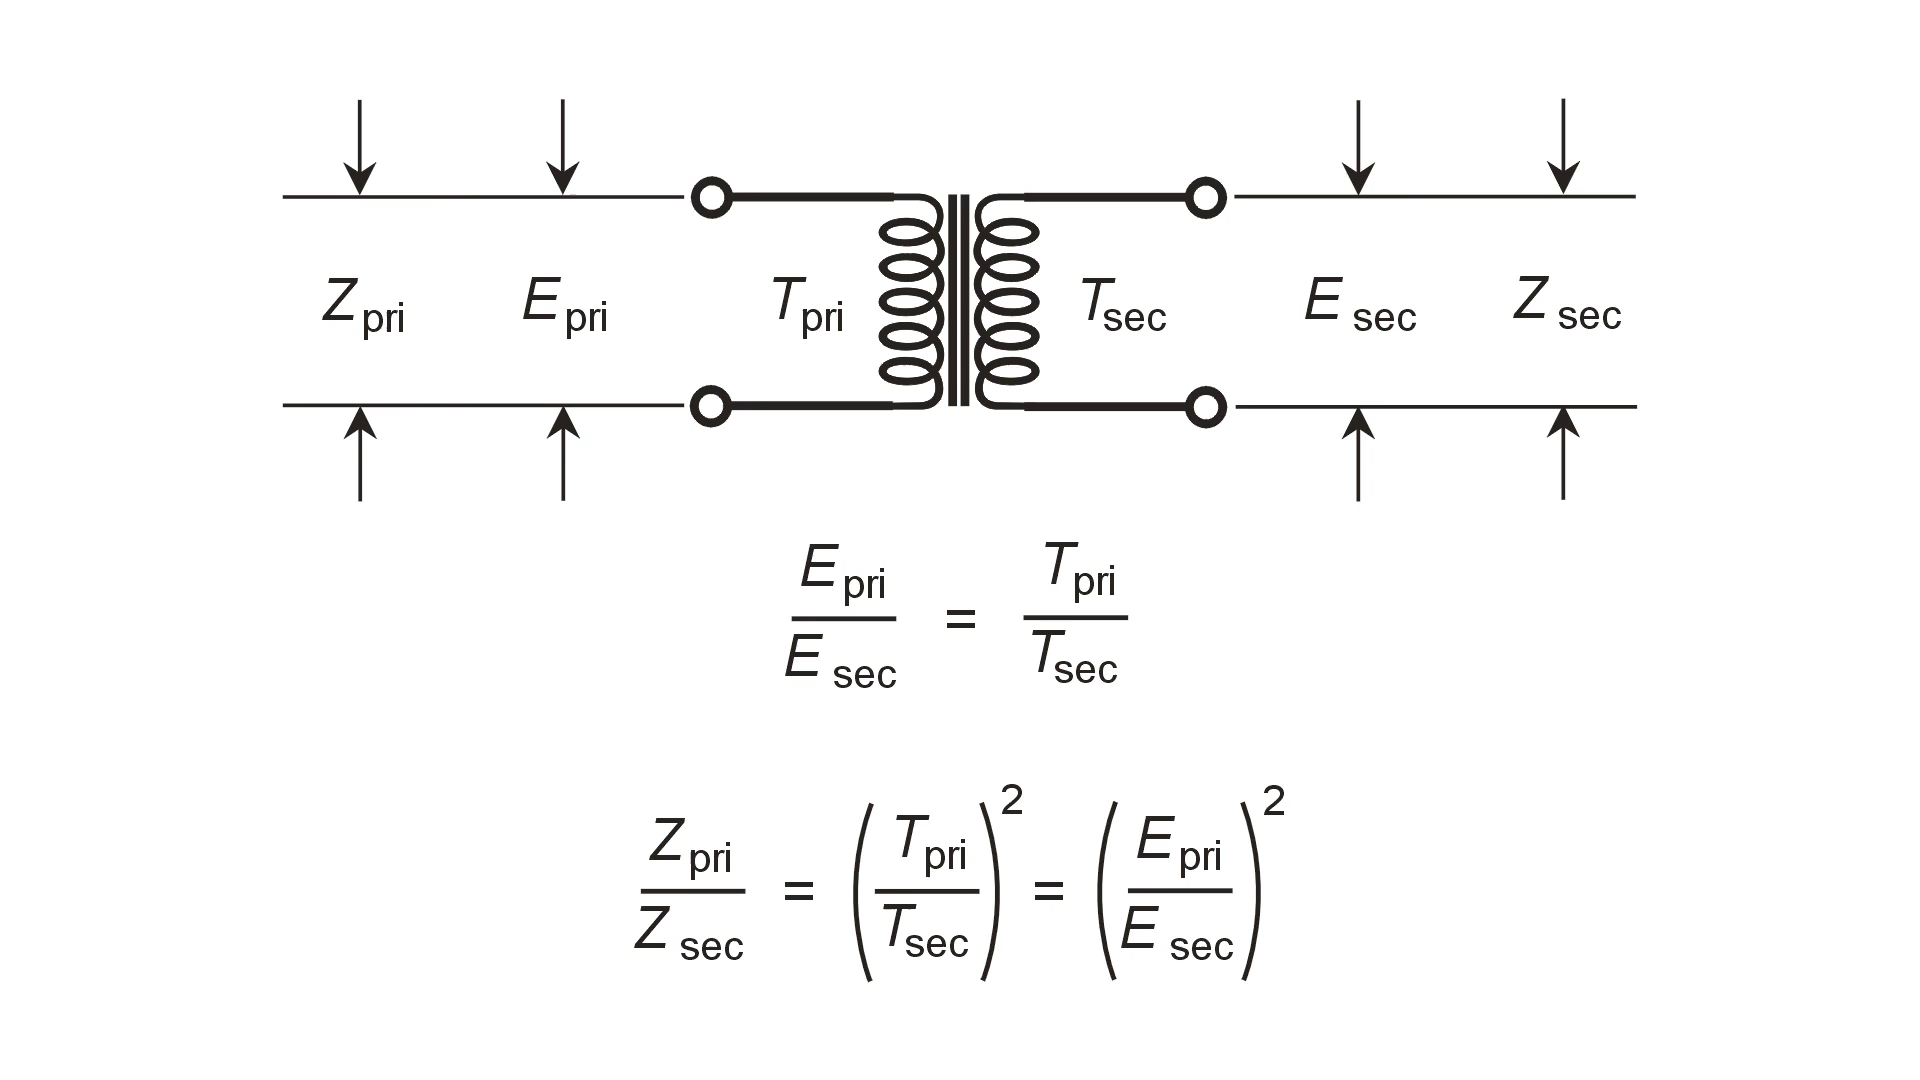 Zpri Epri Tpri Tsec Esec Zsec
Epri/Esec = Tpri/Tsec
Zpri/Zsec = (Tpri/Tsec)² = (Epri/Esec)²